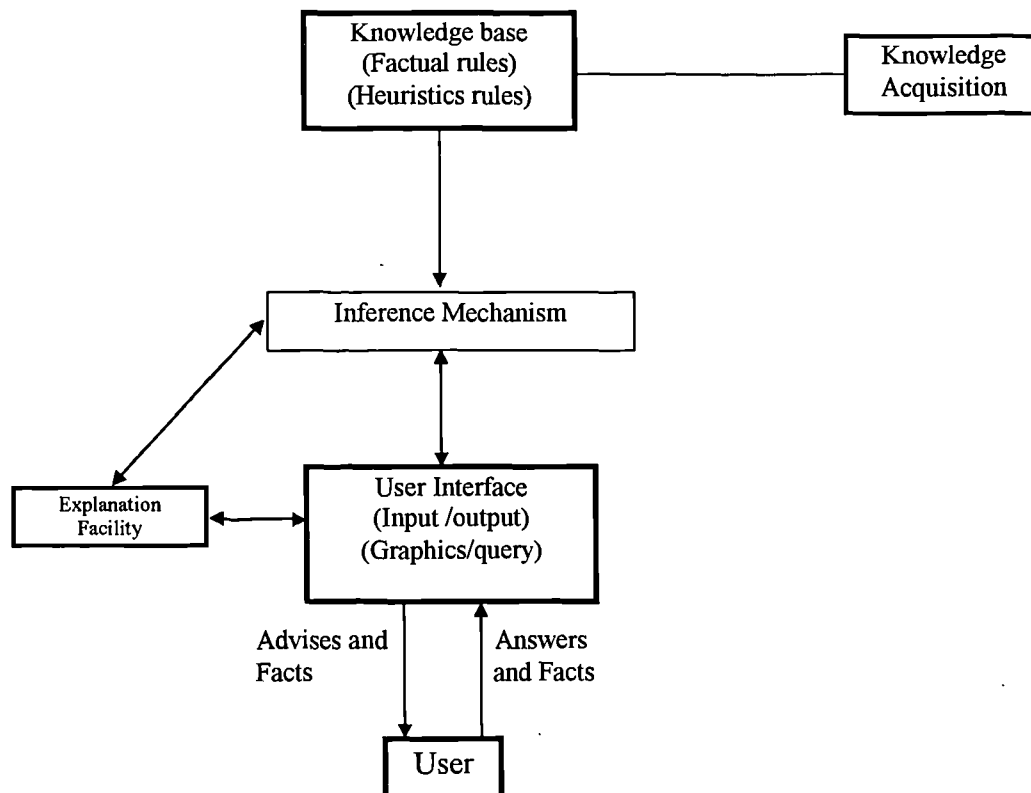 Knowledge base
(Factual rules)
(Heuristics rules)
Knowledge
Acquisition
Inference Mechanism
Explanation
Facility
User Interface
(Input /output)
(Graphics/query)
Advises and
Facts
Answers
and Facts
User